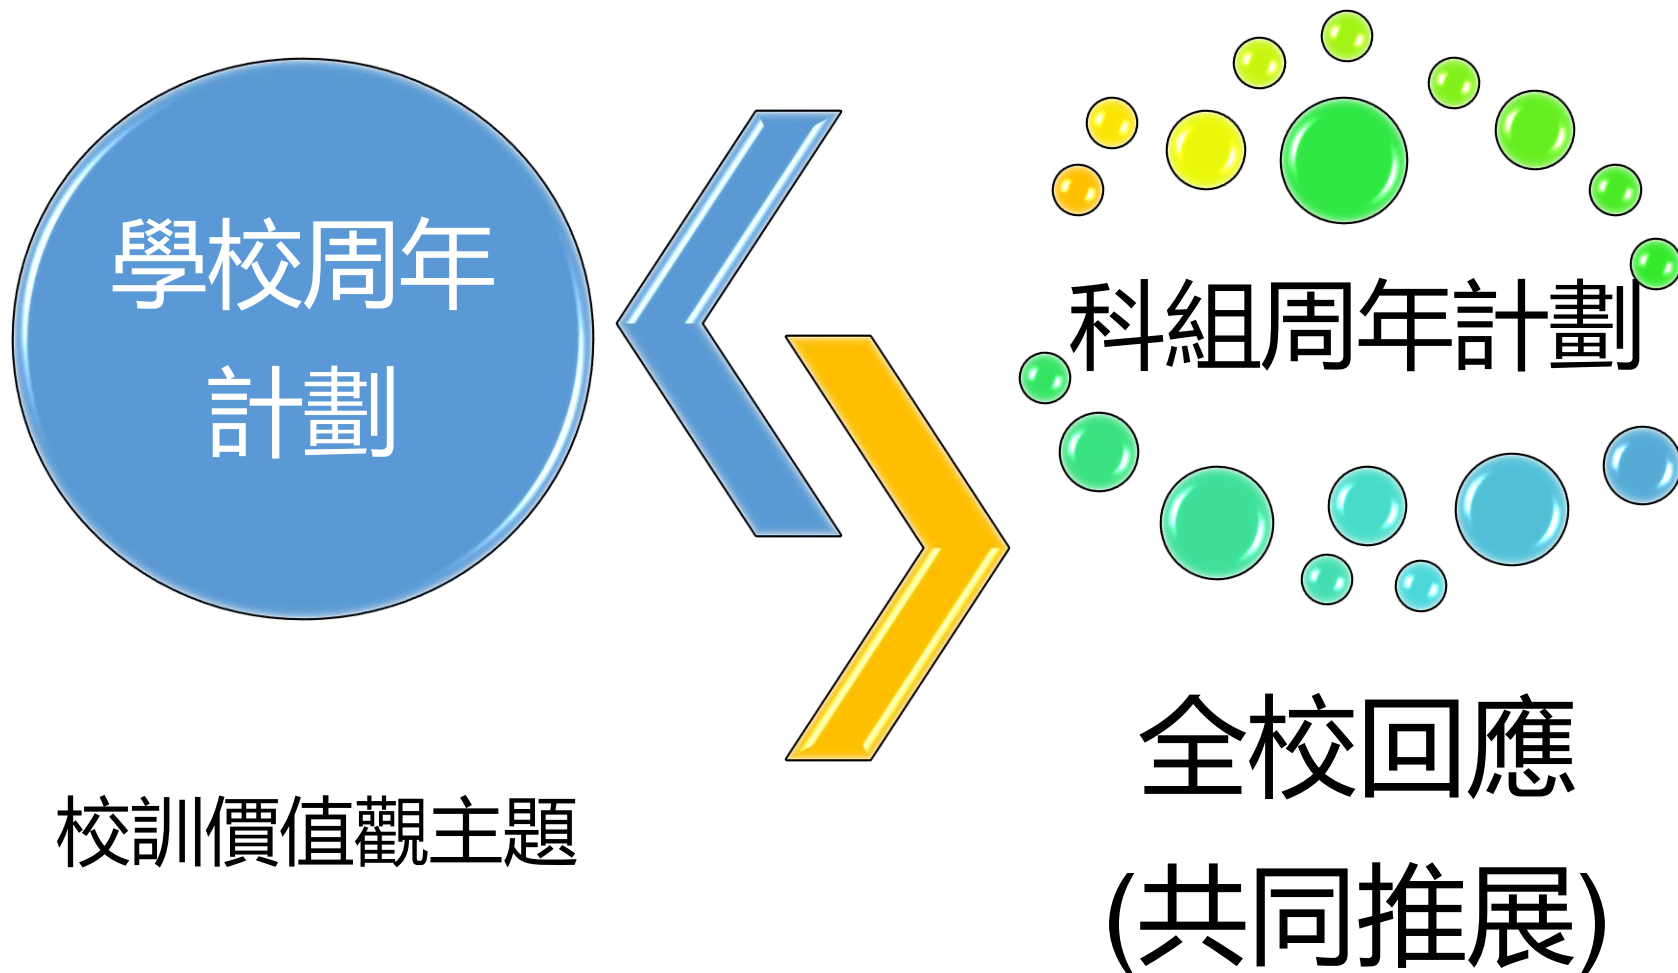 學校周年
計劃
科組周年計劃
校訓價值觀主題
全校回應
(共同推展)